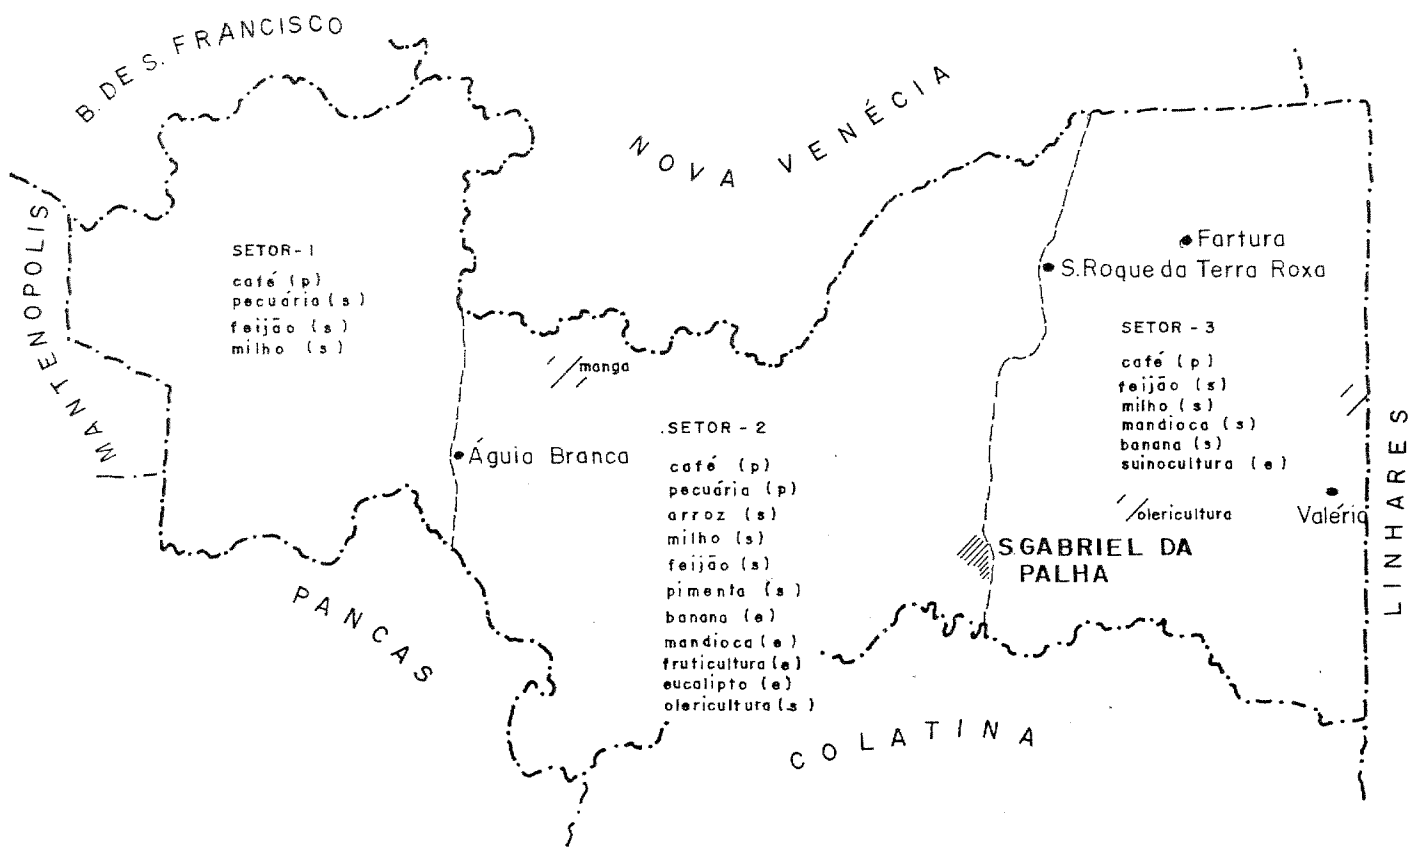 B. DE S. FRANCISCO
NOVA VENÉCIA
MANTENOPOLIS
SETOR-1
café (p)
pecuária (s)
feijão (s)
milho (s)
Fartura
S.Roque da Terra Roxa
SETOR - 3
café (p)
feijão (s)
milho (s)
mandioca (s)
banana (s)
suinocultura (e)
manga
SETOR - 2
café (p)
pecuária (p)
arroz (s)
milho (s)
feijão (s)
pimenta (s)
banana (e)
mandioca (e)
fruticultura (e)
eucalipto (e)
olericultura (s)
Águia Branca
olericultura
Valério
S.GABRIEL DA
PALHA
LINHARES
PANCAS
COLATINA